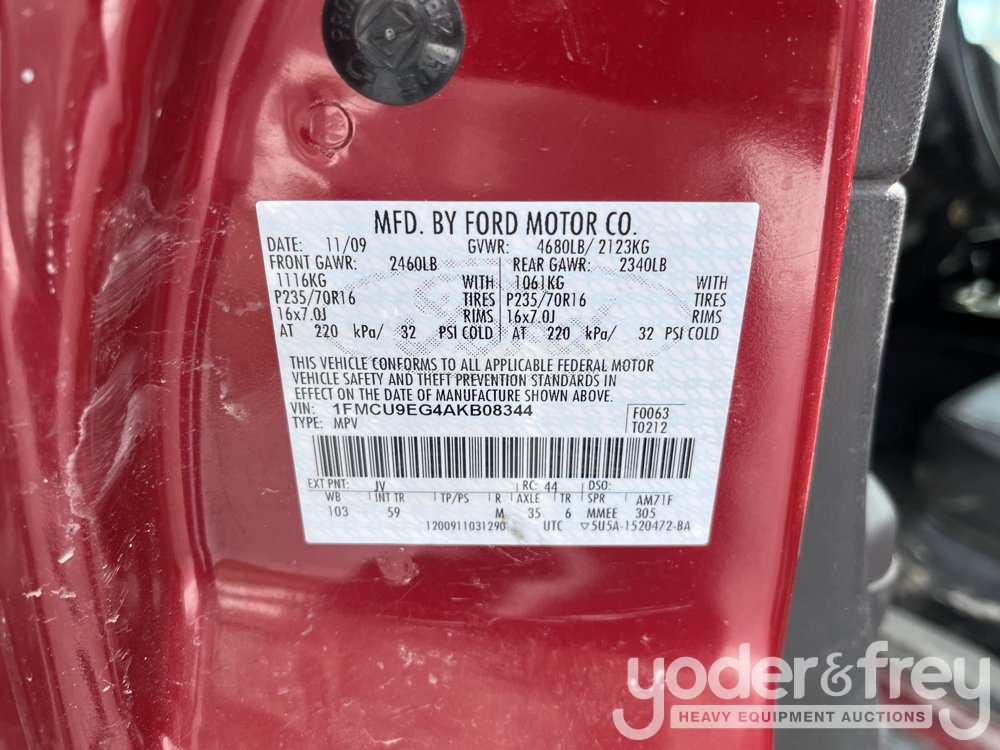 MFD. BY FORD MOTOR CO.
DATE: 11/09 GVWR: 4680LB/ 2123KG
FRONT GAWR: 2460LB REAR GAWR: 2340LB
1116KG WITH 1061KG WITH
P235/70R16 TIRES P235/70R16 TIRES
16x7.0J RIMS 16x7.0J RIMS
AT 220 kPa/ 32 PSI COLD AT 220 kPa/ 32 PSI COLD
THIS VEHICLE CONFORMS TO ALL APPLICABLE FEDERAL MOTOR
VEHICLE SAFETY AND THEFT PREVENTION STANDARDS IN
EFFECT ON THE DATE OF MANUFACTURE SHOWN ABOVE.
VIN: 1FMCU9EG4AKB08344 F0063
TYPE: MPV T0212
EXT PNT: JV RC: 44 DSO:
WB INT TR TP/PS R AXLE TR SPR AM71F
103 59 M 35 6 MMEE 305
1200911031290 UTC ▽5U5A-1520472-BA
yoder&frey
HEAVY EQUIPMENT AUCTIONS